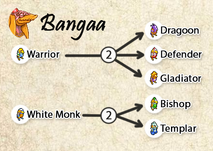 Bangaa
Dragoon
Warrior
2
Defender
Gladiator
White Monk
2
Bishop
Templar